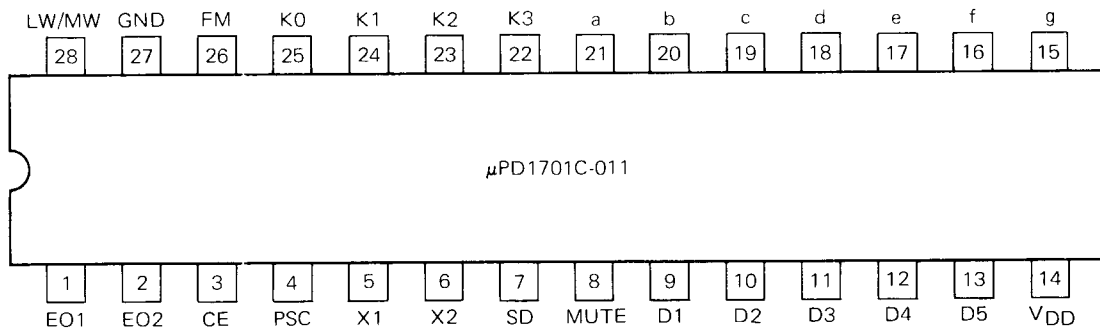 LW/MW GND FM K0 K1 K2 K3 a b c d e f g
28 27 26 25 24 23 22 21 20 19 18 17 16 15
μPD1701C-011
1 2 3 4 5 6 7 8 9 10 11 12 13 14
EO1 EO2 CE PSC X1 X2 SD MUTE D1 D2 D3 D4 D5 VDD